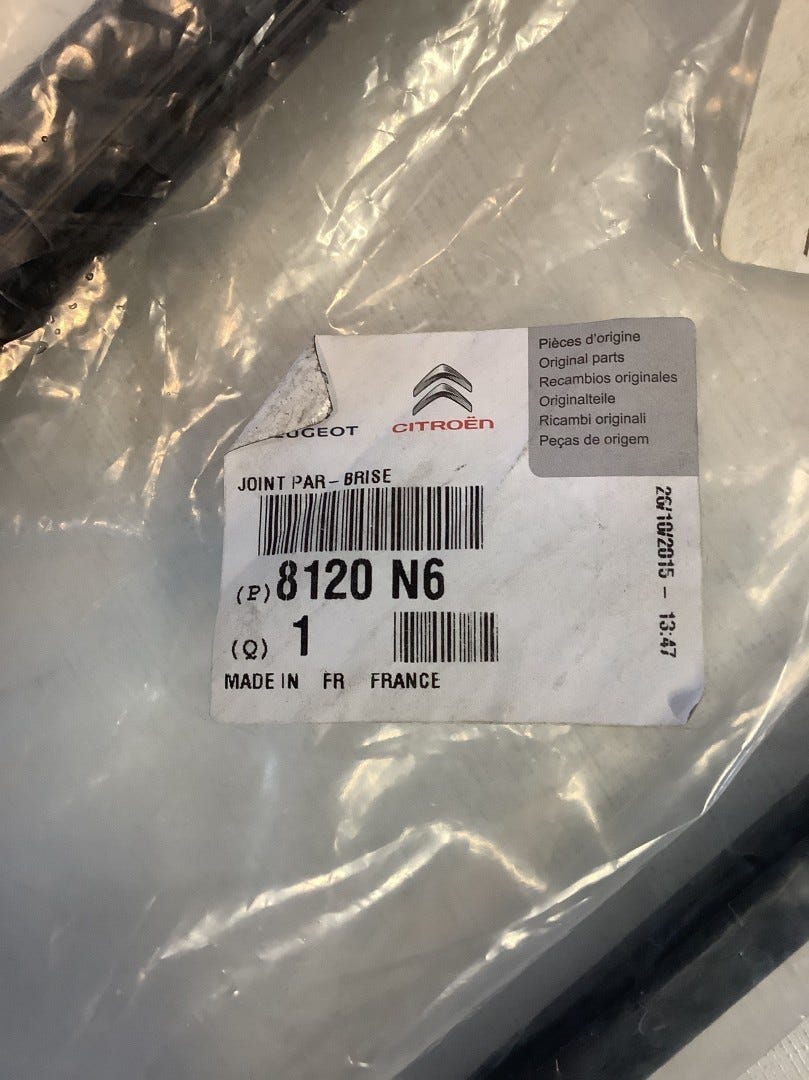 Pièces d'origine
Original parts
Recambios originales
Originalteile
Ricambi originali
Peças de origem
EUGEOT
CITROËN
JOINT PAR-BRISE
(P) 8120 N6
(Q) 1
MADE IN FR FRANCE
26/10/2015 - 13:47